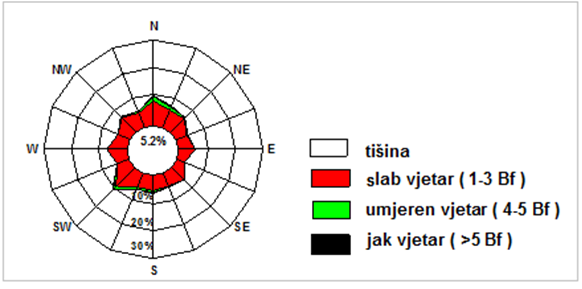 N
NW
NE
5.2%
W
E
tišina
slab vjetar ( 1-3 Bf )
10%
umjeren vjetar ( 4-5 Bf )
SW
20%
SE
30%
jak vjetar ( >5 Bf )
S